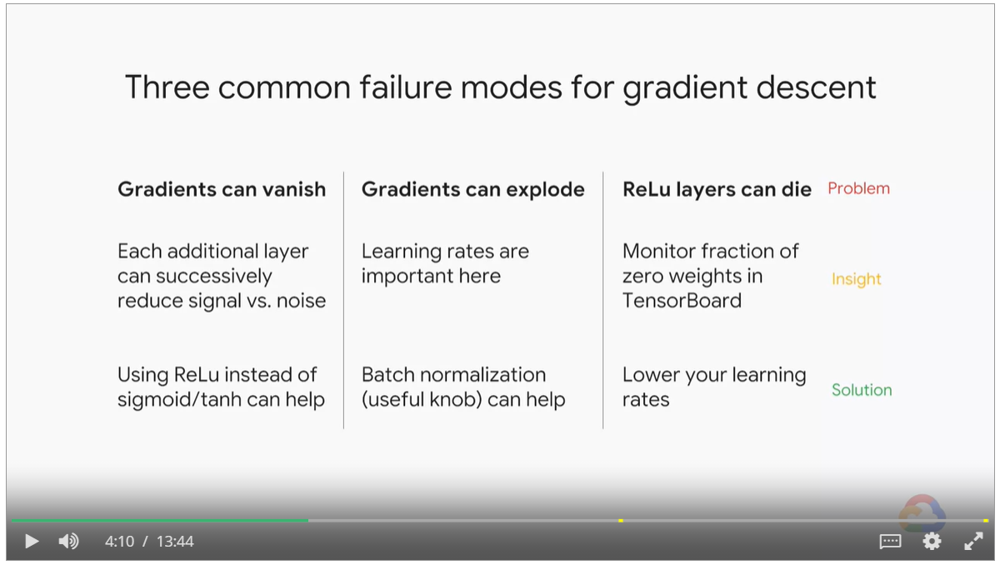 Three common failure modes for gradient descent
Gradients can vanish
Gradients can explode
ReLu layers can die
Problem
Each additional layer
can successively
reduce signal vs. noise
Learning rates are
important here
Monitor fraction of
zero weights in
TensorBoard
Insight
Using ReLu instead of
sigmoid/tanh can help
Batch normalization
(useful knob) can help
Lower your learning
rates
Solution
4:10 / 13:44